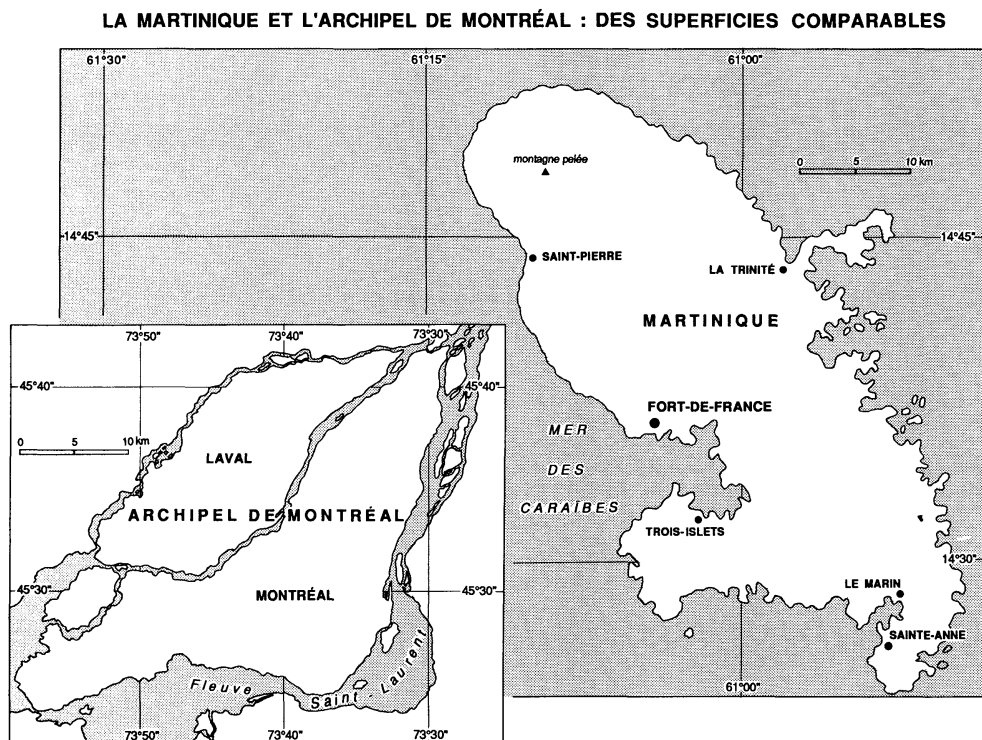 LA MARTINIQUE ET L'ARCHIPEL DE MONTRÉAL : DES SUPERFICIES COMPARABLES
61°30"
61°15"
61°00"
montagne pelée
0 5 10 km
14°45"
14°45"
SAINT-PIERRE
LA TRINITÉ
MARTINIQUE
FORT-DE-FRANCE
MER
DES
CARAÏBES
TROIS-ISLETS
14°30"
LE MARIN
SAINTE-ANNE
61°00"
73°50"
73°40"
73°30"
45°40"
45°40"
0 5 10 km
LAVAL
ARCHIPEL DE MONTRÉAL
45°30"
45°30"
MONTRÉAL
Fleuve Saint-Laurent
73°50"
73°40"
73°30"